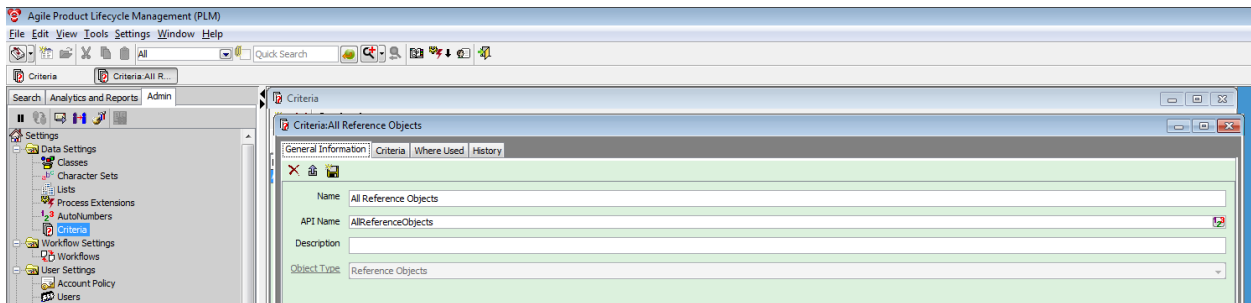 Agile Product Lifecycle Management (PLM)
File Edit View Tools Settings Window Help
All Quick Search
Criteria Criteria:All R...
Search Analytics and Reports Admin
Criteria
Criteria:All Reference Objects
General Information Criteria Where Used History
Settings
Data Settings
Classes
Character Sets
Lists
Process Extensions
AutoNumbers
Criteria
Workflow Settings
Workflows
User Settings
Account Policy
Users
Name All Reference Objects
API Name AllReferenceObjects
Description
Object Type Reference Objects